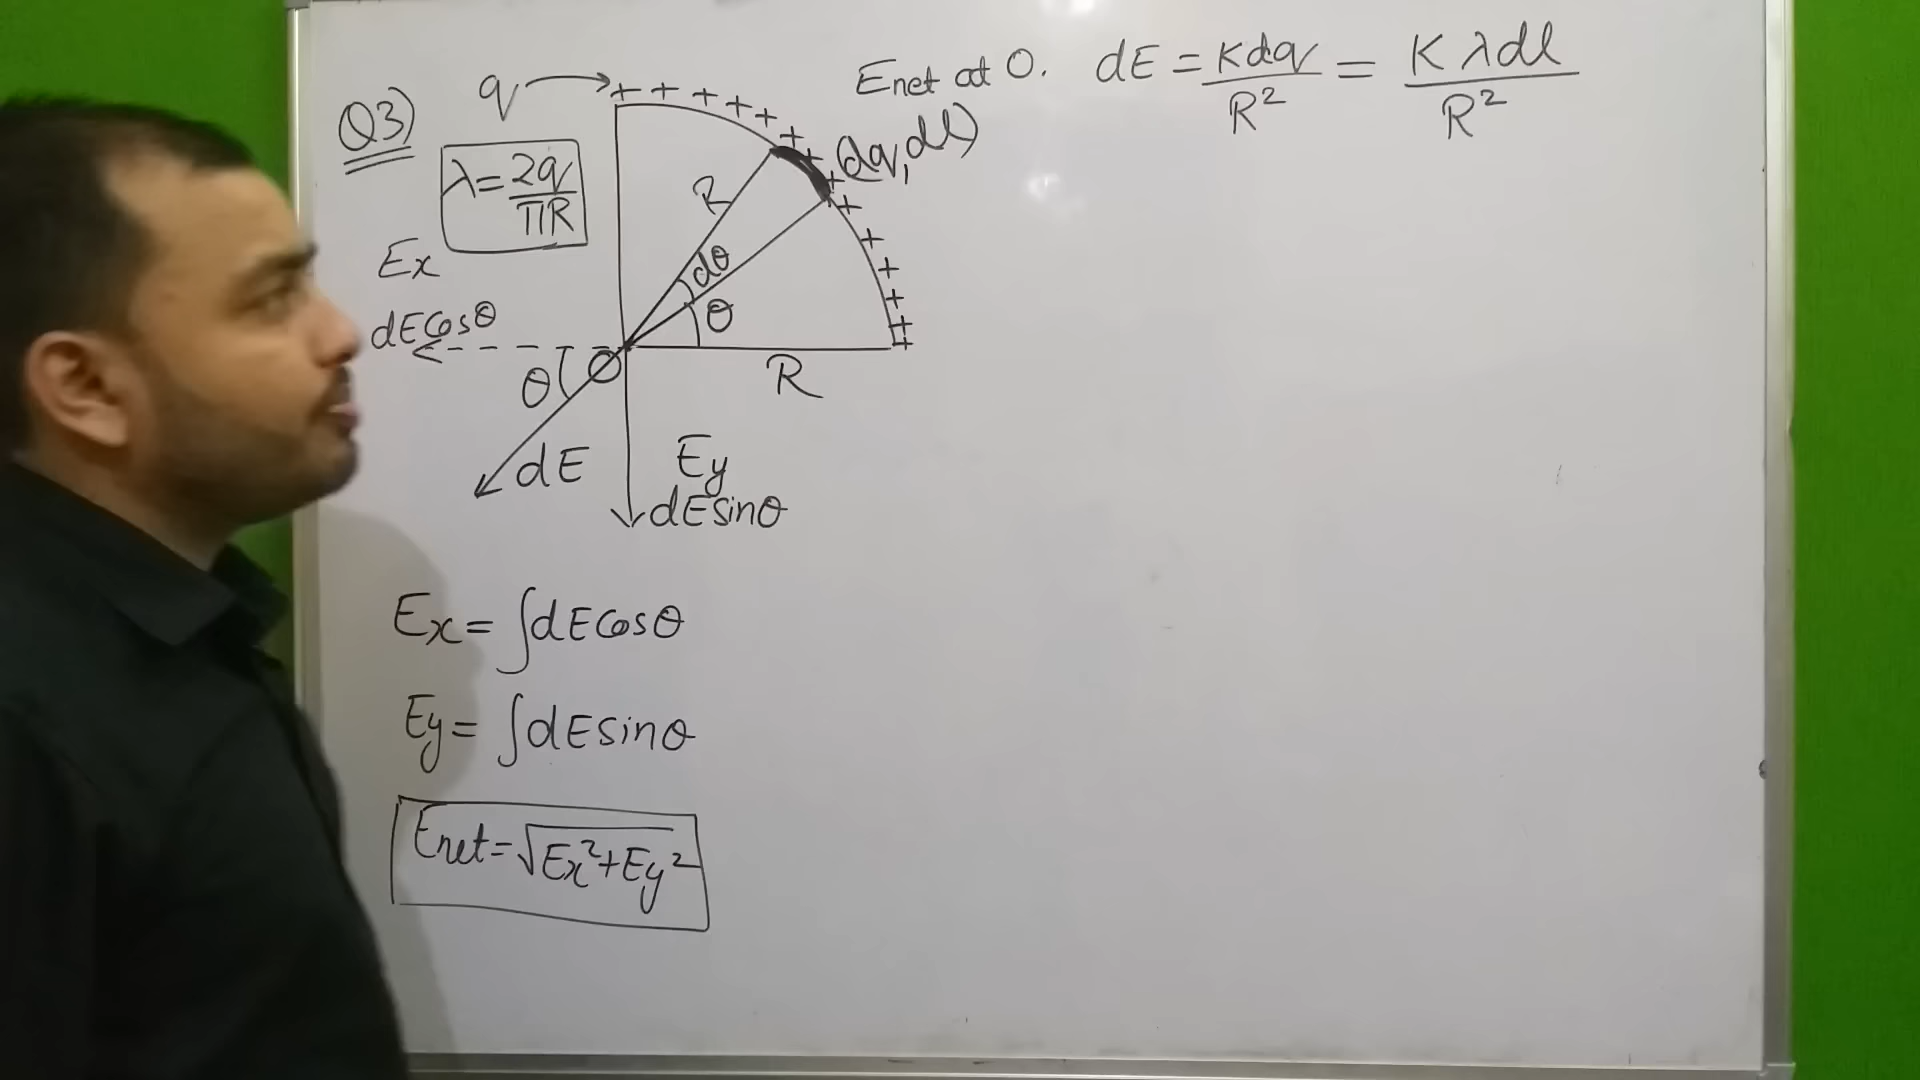 Q3)
q
+ + + + + + + + + + + + + + +
Enet at O. dE = Kdq/R² = Kλdl/R²
(dq, dl)
λ = 2q/πR
R
dθ
θ
Ex
dEcosθ
θ
O
R
dE
Ey
dEsinθ
Ex = ∫dEcosθ
Ey = ∫dEsinθ
Enet = √Ex²+Ey²